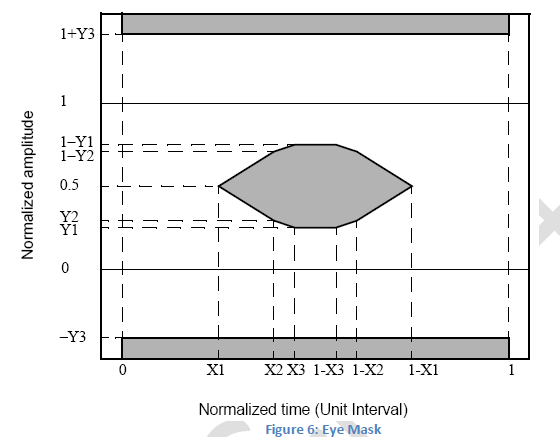 Normalized amplitude
1+Y3
1
1−Y1
1−Y2
0.5
Y2
Y1
0
−Y3
0 X1 X2 X3 1-X3 1-X2 1-X1 1
Normalized time (Unit Interval)
Figure 6: Eye Mask